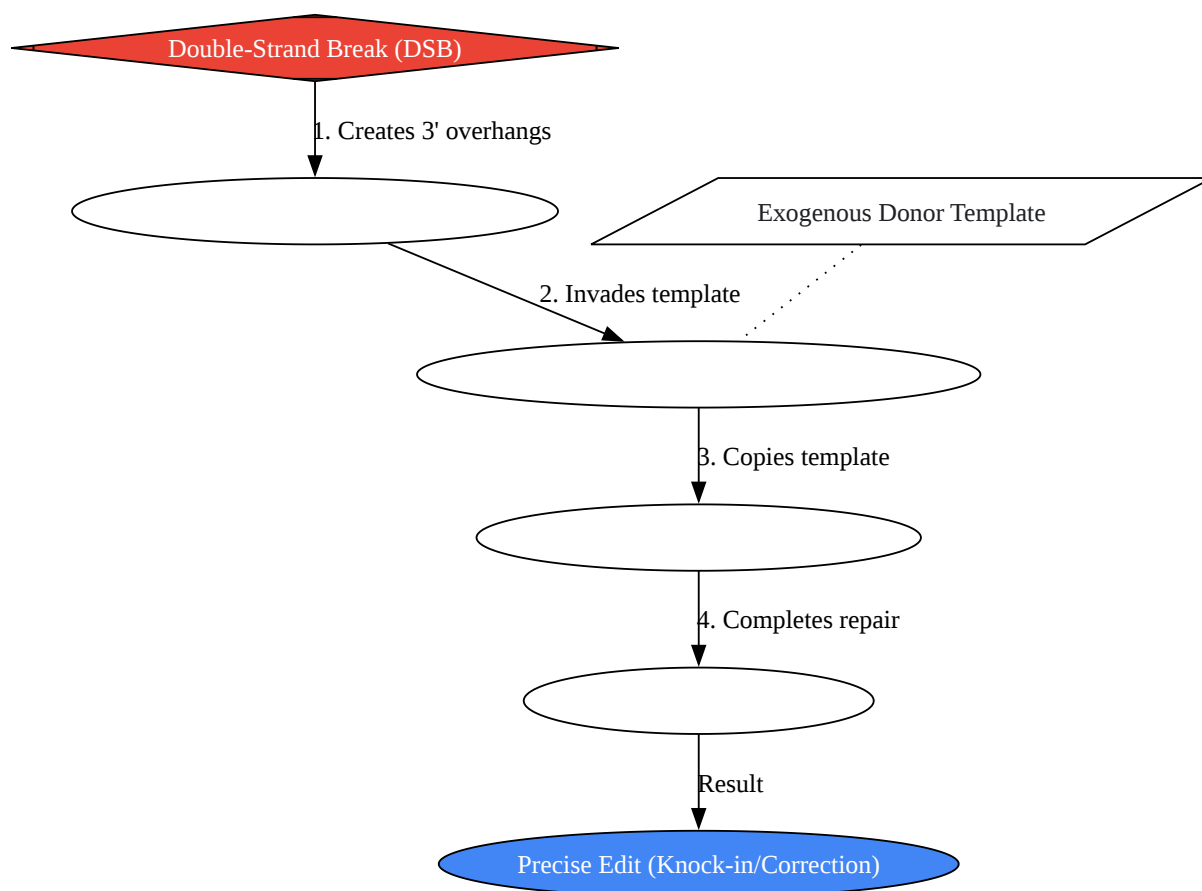 Double-Strand Break (DSB)
1. Creates 3' overhangs
Exogenous Donor Template
2. Invades template
3. Copies template
4. Completes repair
Result
Precise Edit (Knock-in/Correction)